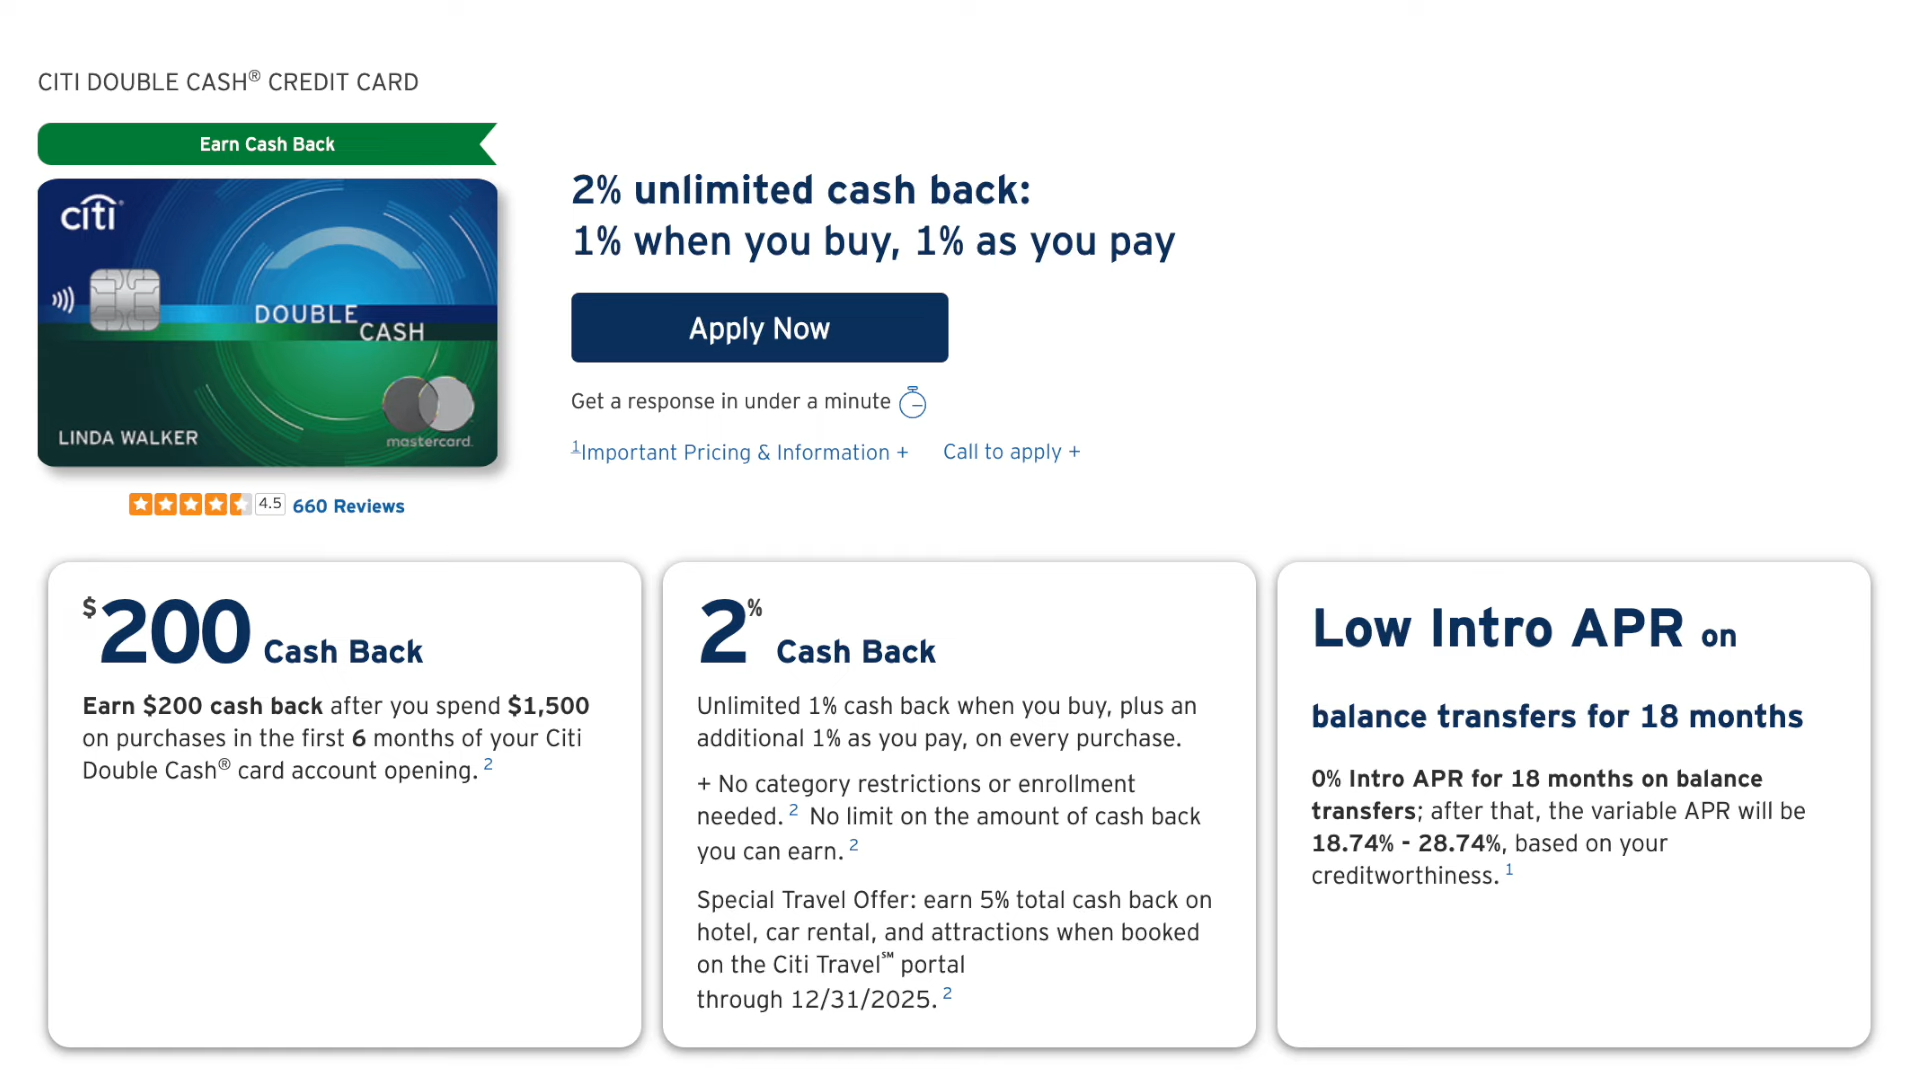 CITI DOUBLE CASH® CREDIT CARD
Earn Cash Back
citi
DOUBLE
CASH
LINDA WALKER
mastercard.
4.5 660 Reviews
2% unlimited cash back:
1% when you buy, 1% as you pay
Apply Now
Get a response in under a minute
¹Important Pricing & Information + Call to apply +
$200 Cash Back
Earn $200 cash back after you spend $1,500
on purchases in the first 6 months of your Citi
Double Cash® card account opening. ²
2% Cash Back
Unlimited 1% cash back when you buy, plus an
additional 1% as you pay, on every purchase.
+ No category restrictions or enrollment
needed. ² No limit on the amount of cash back
you can earn. ²
Special Travel Offer: earn 5% total cash back on
hotel, car rental, and attractions when booked
on the Citi Travel℠ portal
through 12/31/2025. ²
Low Intro APR on
balance transfers for 18 months
0% Intro APR for 18 months on balance
transfers; after that, the variable APR will be
18.74% - 28.74%, based on your
creditworthiness. ¹